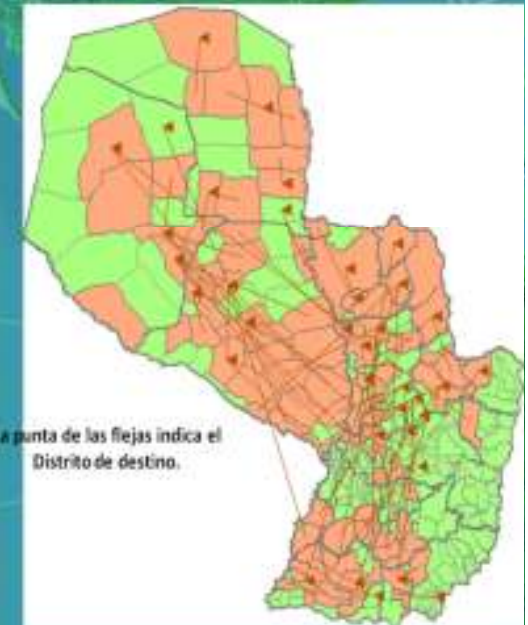 a punta de las flejas indica el
Distrito de destino.